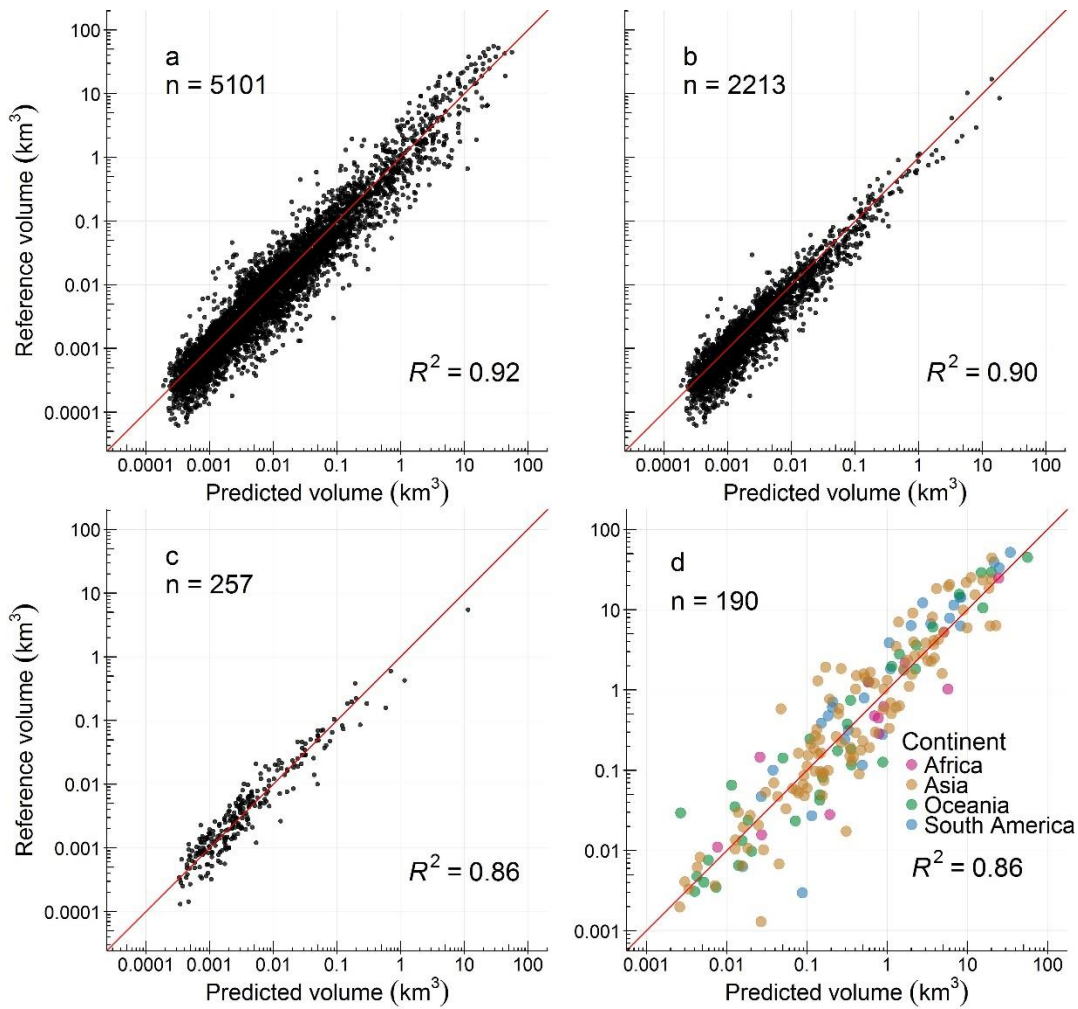 a
n = 5101
R² = 0.92
100
10
1
0.1
0.01
0.001
0.0001
Reference volume (km³)
0.0001 0.001 0.01 0.1 1 10 100
Predicted volume (km³)
b
n = 2213
R² = 0.90
0.0001 0.001 0.01 0.1 1 10 100
Predicted volume (km³)
c
n = 257
R² = 0.86
100
10
1
0.1
0.01
0.001
0.0001
Reference volume (km³)
0.0001 0.001 0.01 0.1 1 10 100
Predicted volume (km³)
d
n = 190
Continent
Africa
Asia
Oceania
South America
R² = 0.86
100
10
1
0.1
0.01
0.001
0.001 0.01 0.1 1 10 100
Predicted volume (km³)